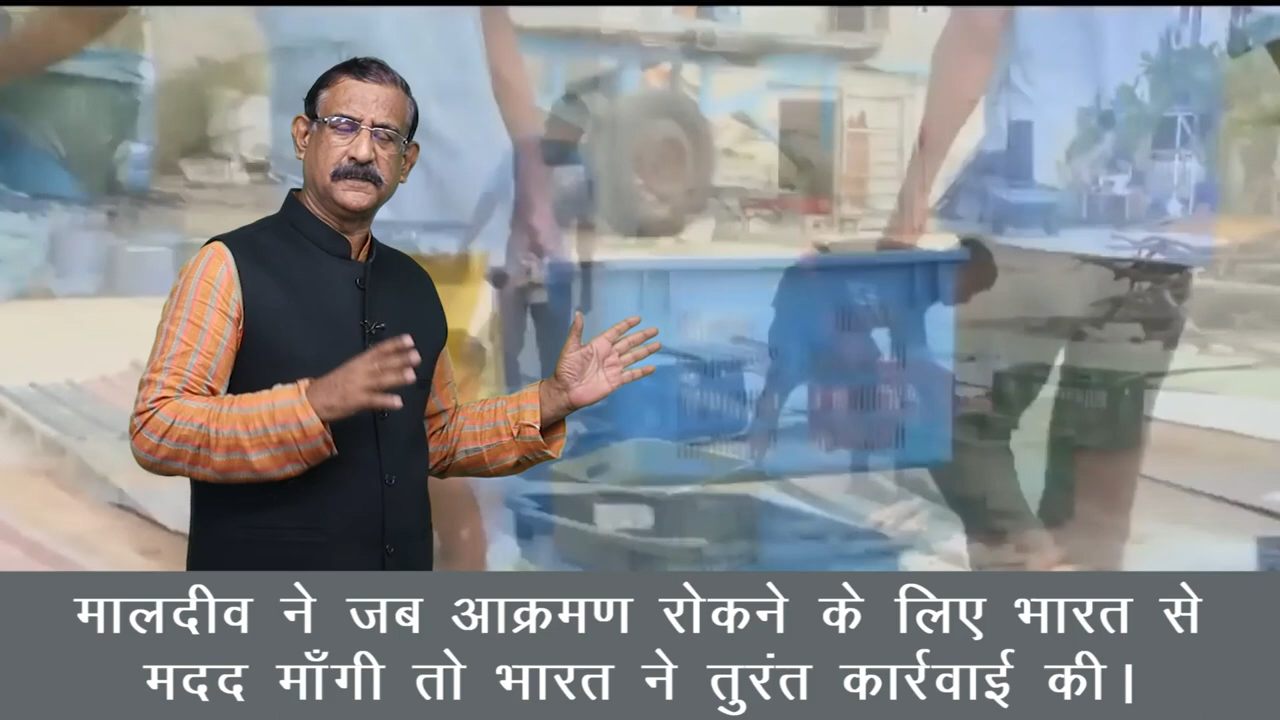 मालदीव ने जब आक्रमण रोकने के लिए भारत से
मदद माँगी तो भारत ने तुरंत कार्रवाई की।